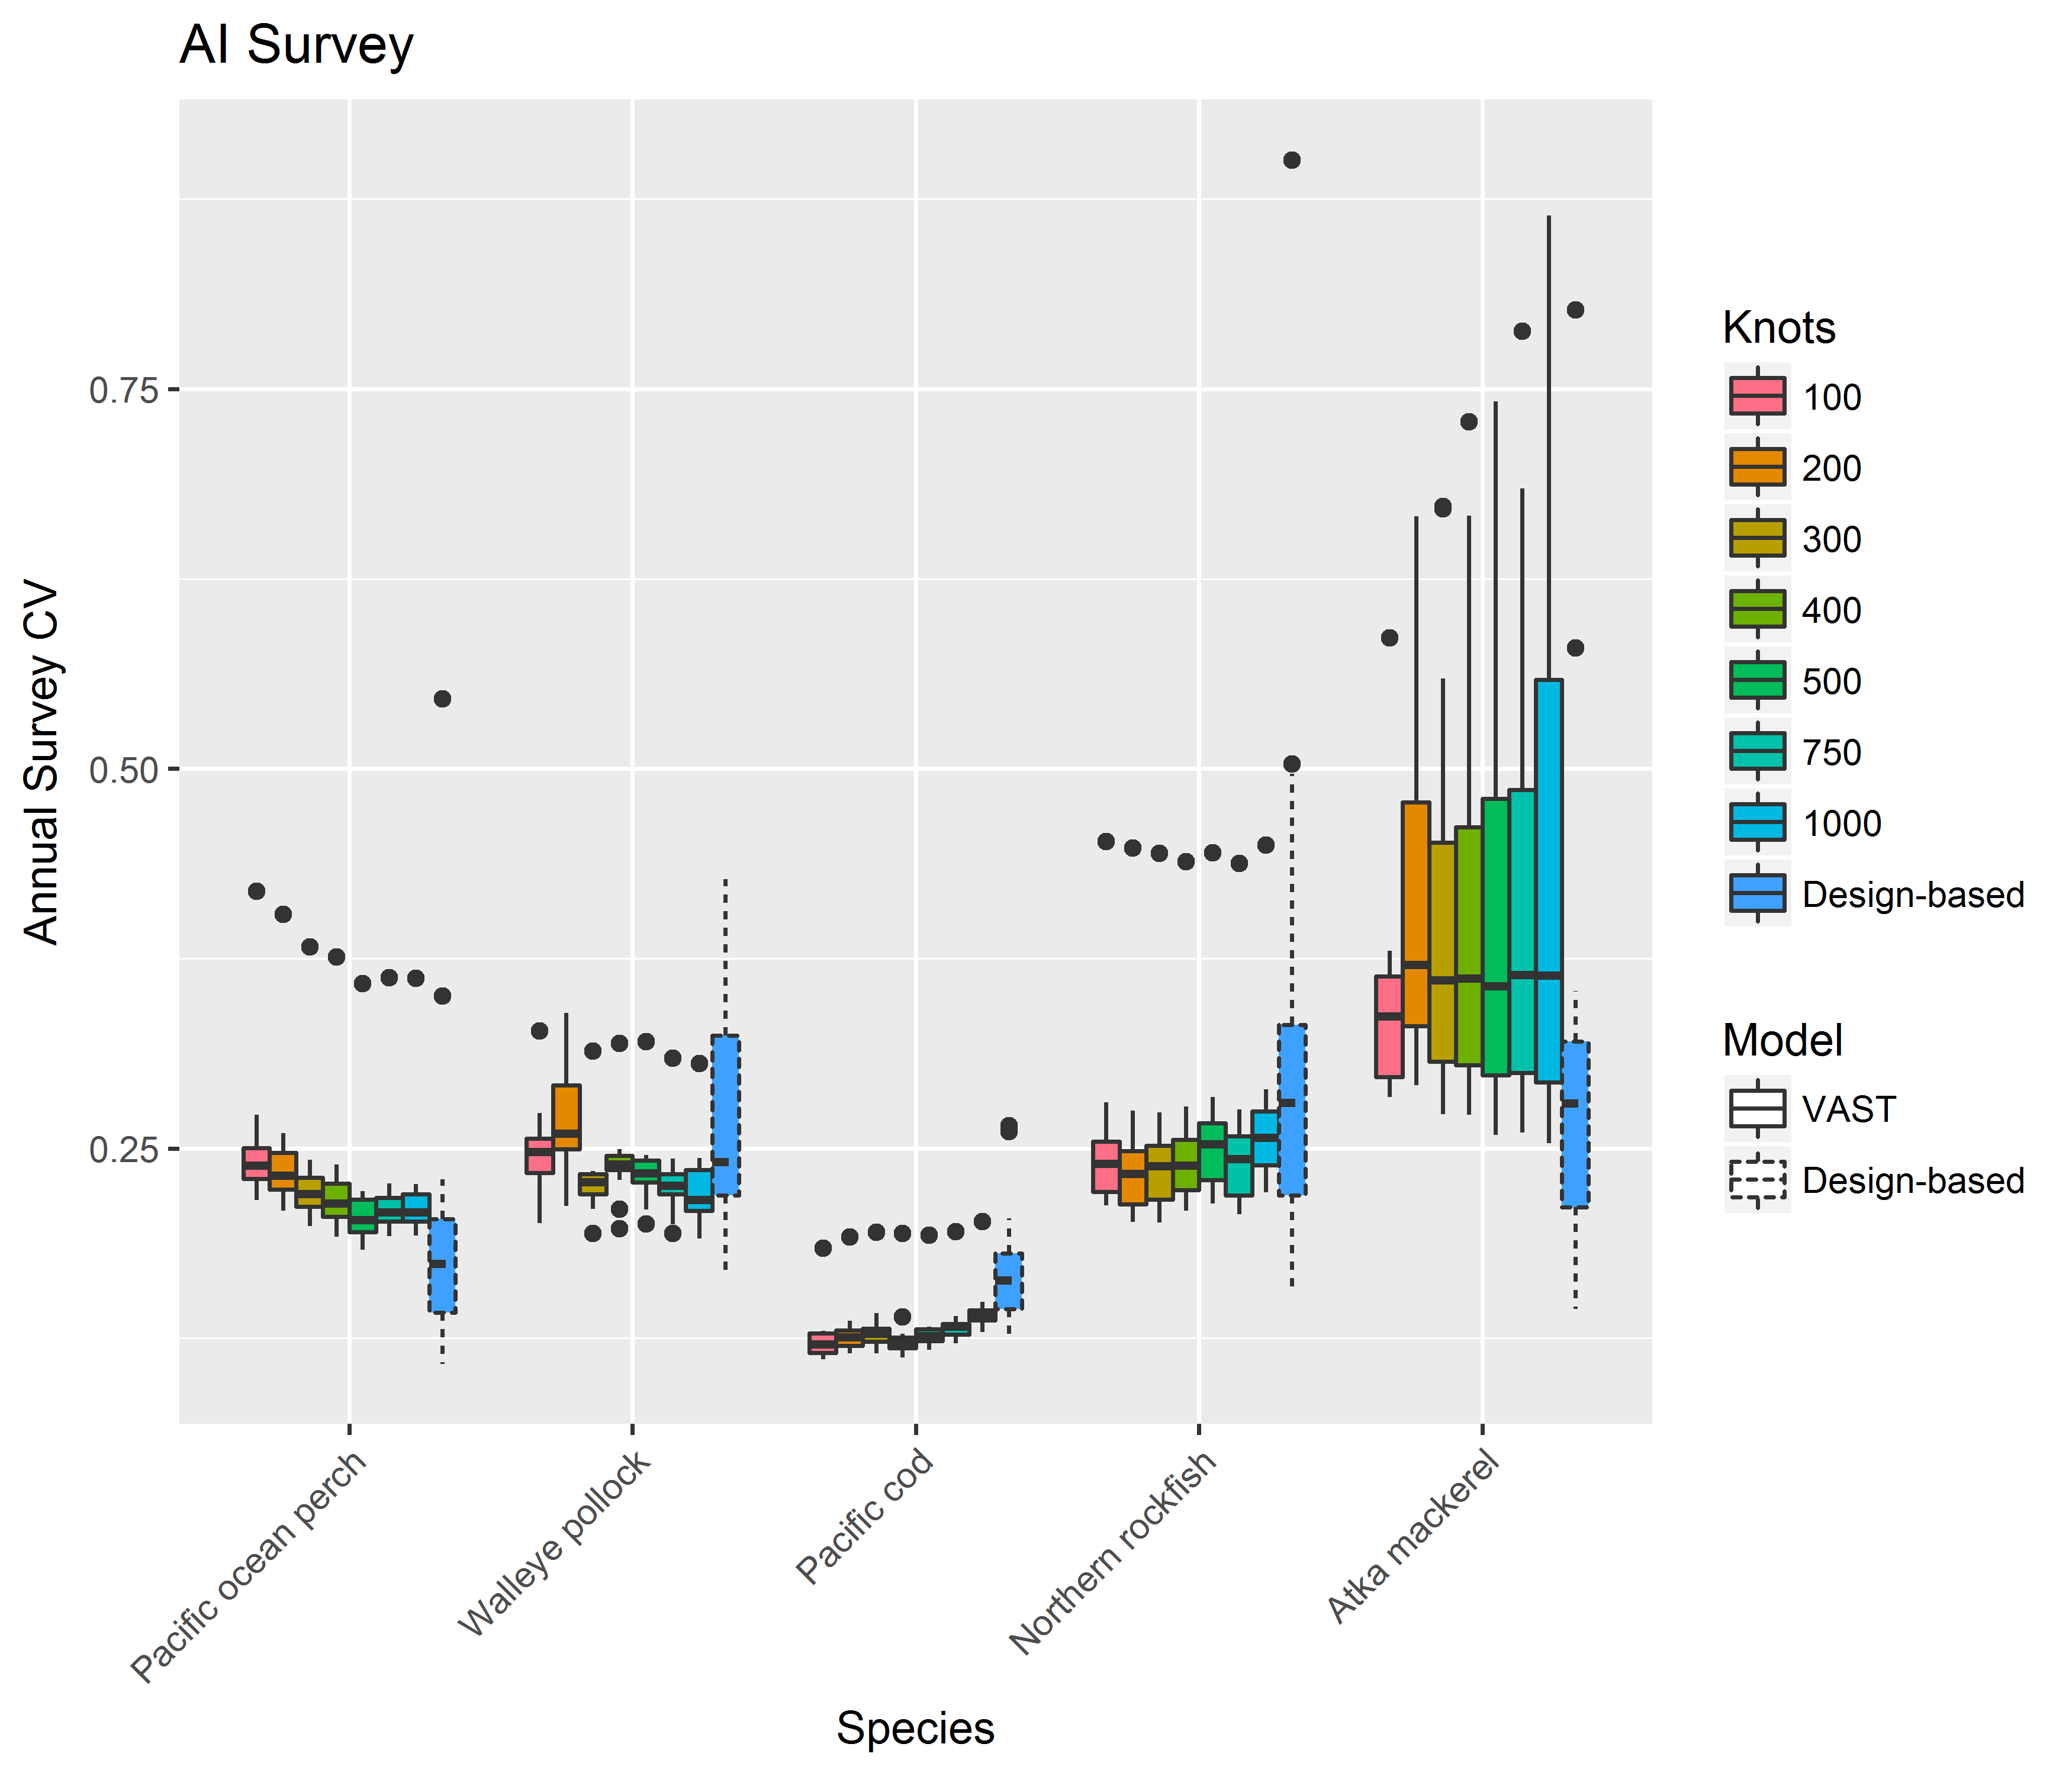 AI Survey
Annual Survey CV
0.75
0.50
0.25
Pacific ocean perch
Walleye pollock
Pacific cod
Northern rockfish
Atka mackerel
Species
Knots
100
200
300
400
500
750
1000
Design-based
Model
VAST
Design-based